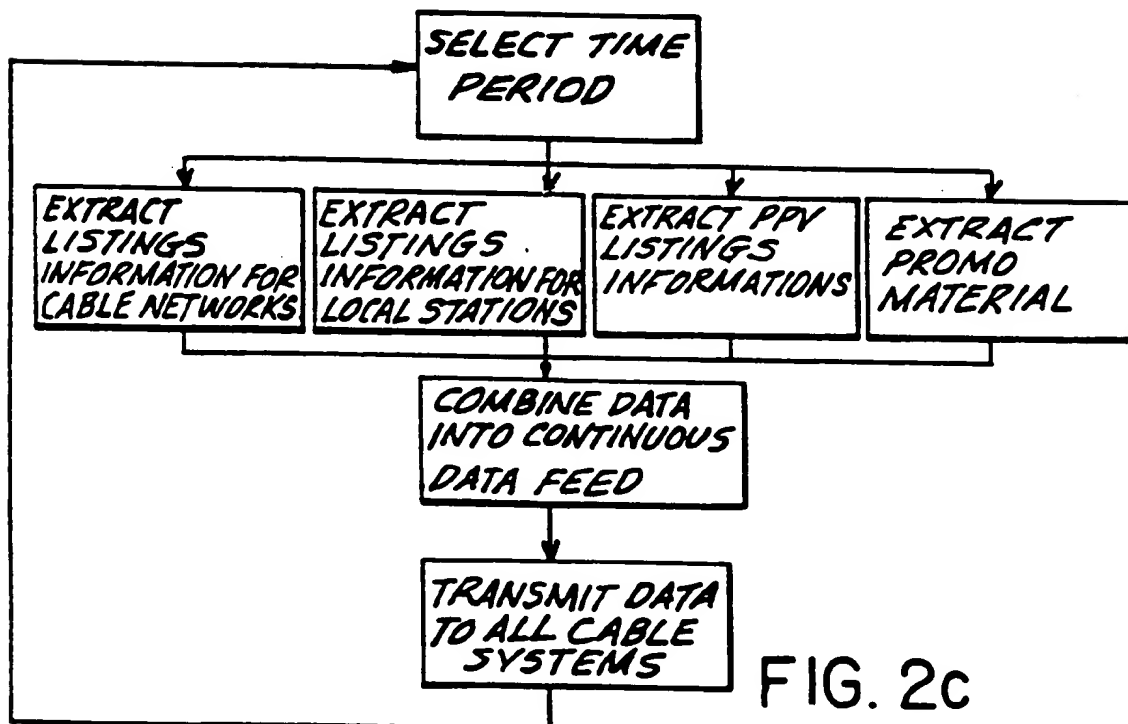 SELECT TIME
PERIOD
EXTRACT
LISTINGS
INFORMATION FOR
CABLE NETWORKS
EXTRACT
LISTINGS
INFORMATION FOR
LOCAL STATIONS
EXTRACT PPV
LISTINGS
INFORMATIONS
EXTRACT
PROMO
MATERIAL
COMBINE DATA
INTO CONTINUOUS
DATA FEED
TRANSMIT DATA
TO ALL CABLE
SYSTEMS
FIG. 2c